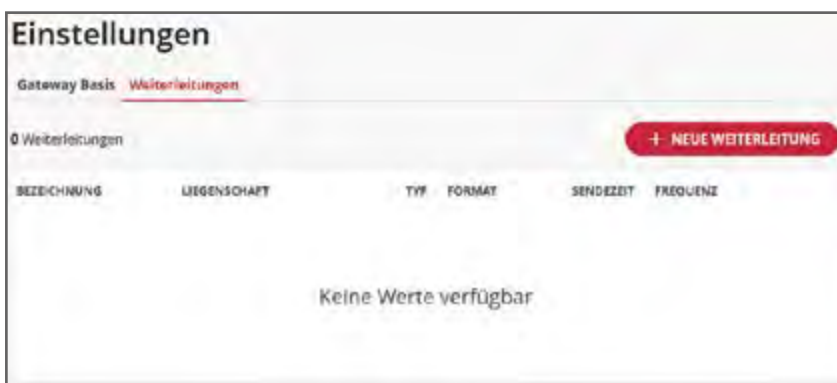 Einstellungen
Gateway Basis Weiterleitungen
0 Weiterleitungen + NEUE WEITERLEITUNG
BEZEICHNUNG LIEGENSCHAFT TYP FORMAT SENDEZEIT FREQUENZ
Keine Werte verfügbar